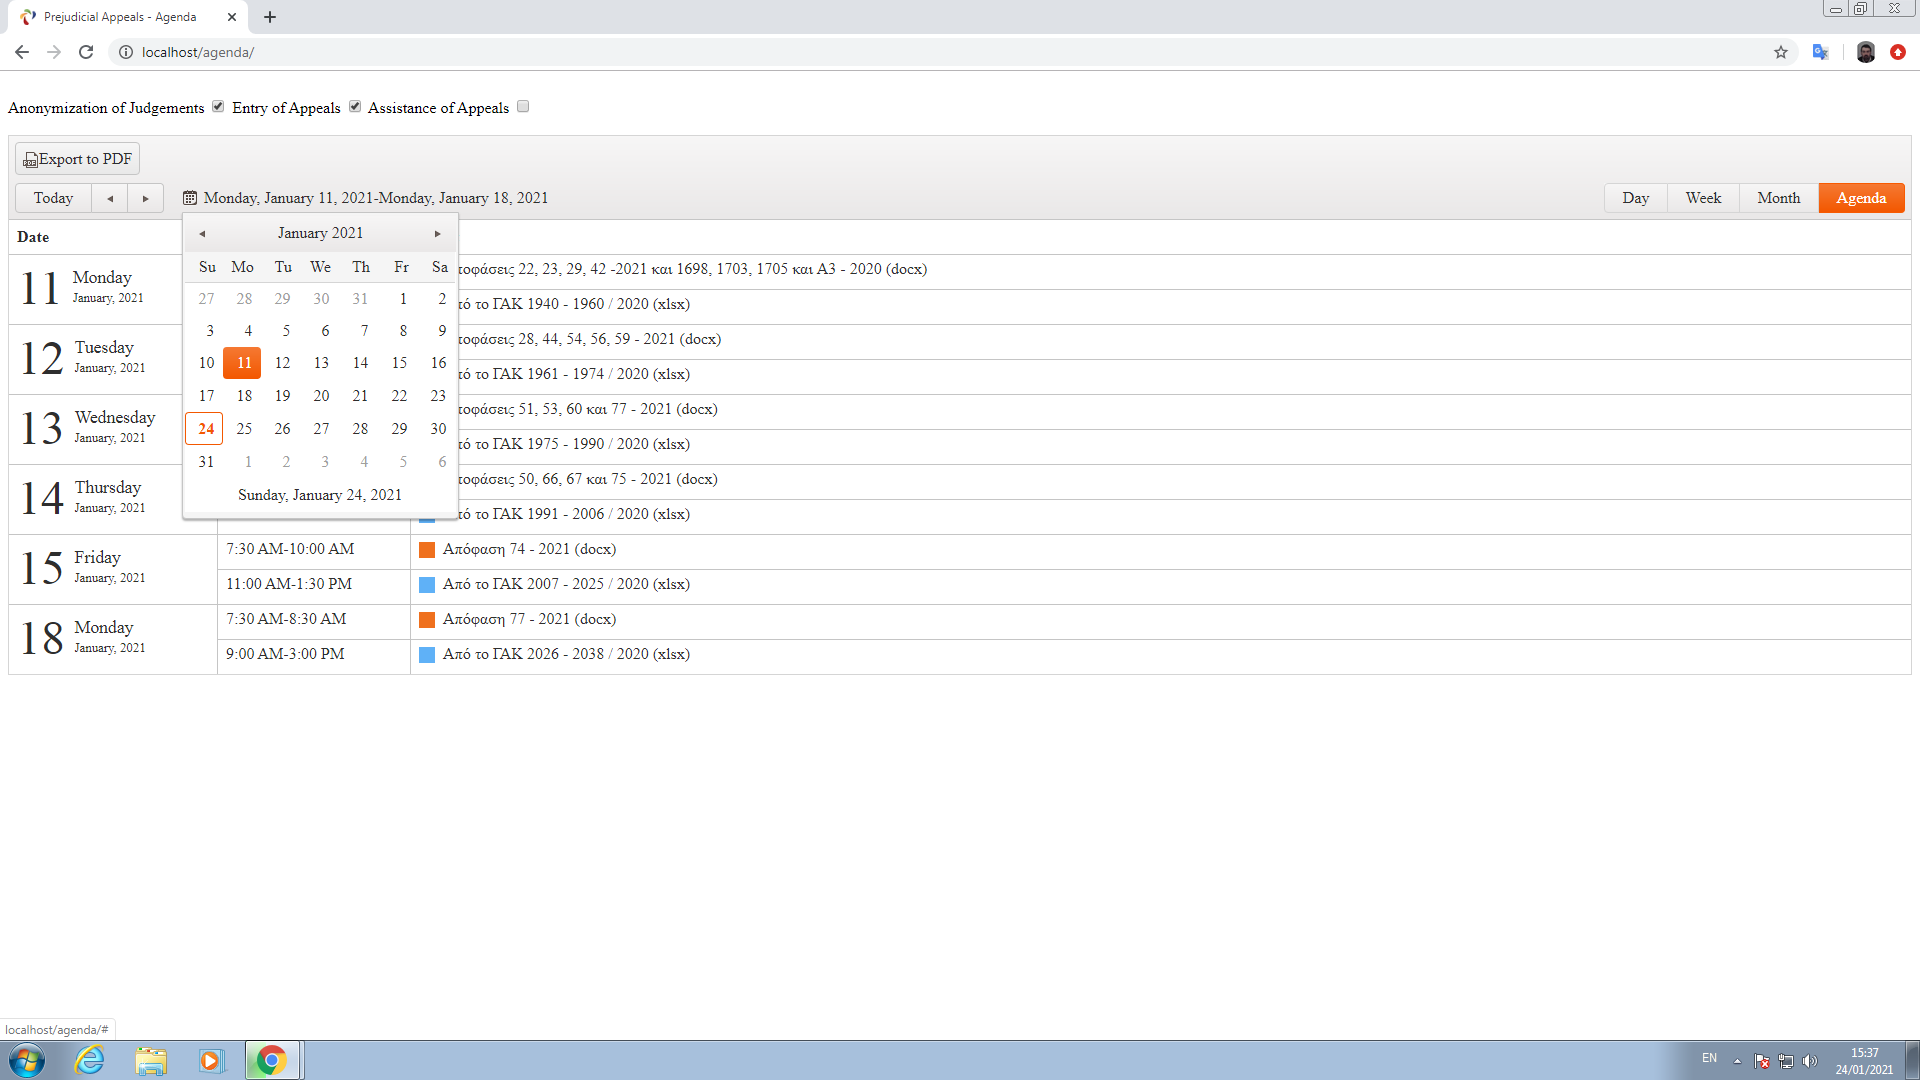 Prejudicial Appeals - Agenda
localhost/agenda/
Anonymization of Judgements Entry of Appeals Assistance of Appeals
Export to PDF
Today Monday, January 11, 2021-Monday, January 18, 2021 Day Week Month Agenda
Date
January 2021
Su Mo Tu We Th Fr Sa
27 28 29 30 31 1 2
3 4 5 6 7 8 9
10 11 12 13 14 15 16
17 18 19 20 21 22 23
24 25 26 27 28 29 30
31 1 2 3 4 5 6
Sunday, January 24, 2021
11 Monday
January, 2021
22, 23, 29, 42 -2021 και 1698, 1703, 1705 και Α3 - 2020 (docx)
το ΓΑΚ 1940 - 1960 / 2020 (xlsx)
12 Tuesday
January, 2021
28, 44, 54, 56, 59 - 2021 (docx)
το ΓΑΚ 1961 - 1974 / 2020 (xlsx)
13 Wednesday
January, 2021
51, 53, 60 και 77 - 2021 (docx)
το ΓΑΚ 1975 - 1990 / 2020 (xlsx)
14 Thursday
January, 2021
50, 66, 67 και 75 - 2021 (docx)
το ΓΑΚ 1991 - 2006 / 2020 (xlsx)
15 Friday
January, 2021
7:30 AM-10:00 AM Απόφαση 74 - 2021 (docx)
11:00 AM-1:30 PM Από το ΓΑΚ 2007 - 2025 / 2020 (xlsx)
18 Monday
January, 2021
7:30 AM-8:30 AM Απόφαση 77 - 2021 (docx)
9:00 AM-3:00 PM Από το ΓΑΚ 2026 - 2038 / 2020 (xlsx)
localhost/agenda/#
EN
15:37
24/01/2021